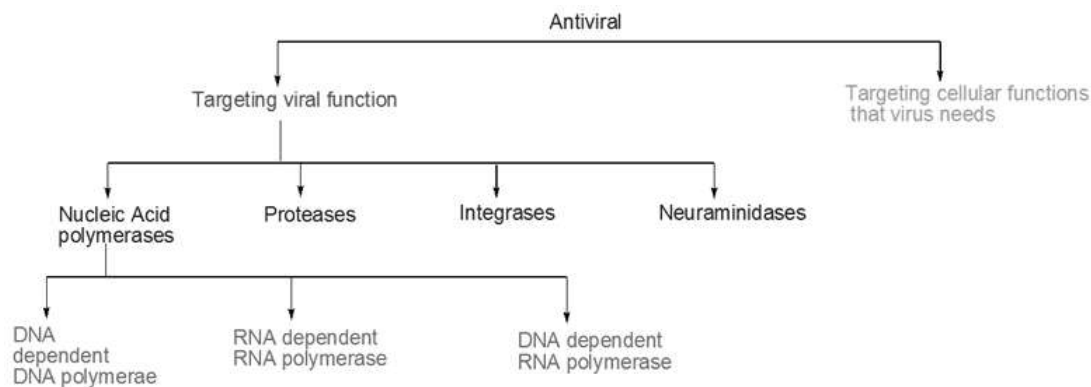 Antiviral
Targeting viral function
Targeting cellular functions
that virus needs
Nucleic Acid
polymerases
Proteases
Integrases
Neuraminidases
DNA
dependent
DNA polymerae
RNA dependent
RNA polymerase
DNA dependent
RNA polymerase